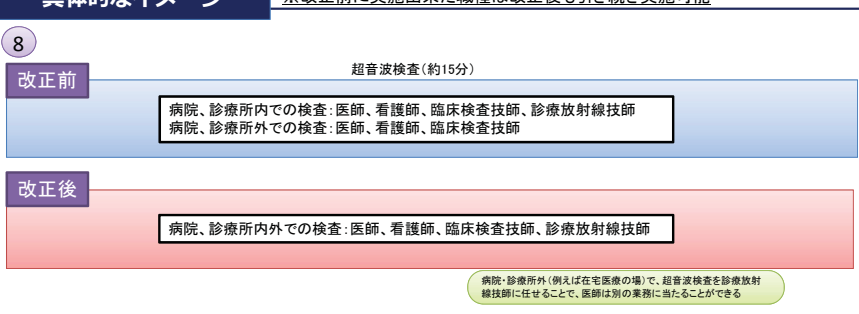 具体的なイメージ
※改正前に実施出来た職種は改正後も引き続き実施可能
8
改正前
超音波検査（約15分）
病院、診療所内での検査：医師、看護師、臨床検査技師、診療放射線技師
病院、診療所外での検査：医師、看護師、臨床検査技師
改正後
病院、診療所内外での検査：医師、看護師、臨床検査技師、診療放射線技師
病院・診療所外（例えば在宅医療の場）で、超音波検査を診療放射
線技師に任せることで、医師は別の業務に当たることができる